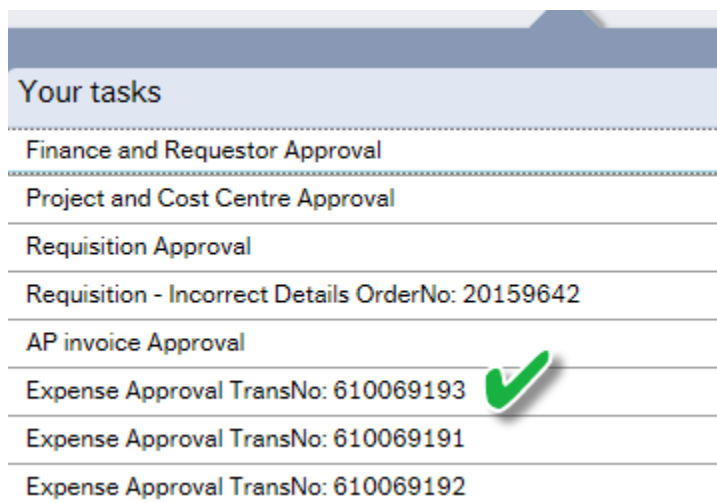 Your tasks
Finance and Requestor Approval
Project and Cost Centre Approval
Requisition Approval
Requisition - Incorrect Details OrderNo: 20159642
AP invoice Approval
Expense Approval TransNo: 610069193
Expense Approval TransNo: 610069191
Expense Approval TransNo: 610069192